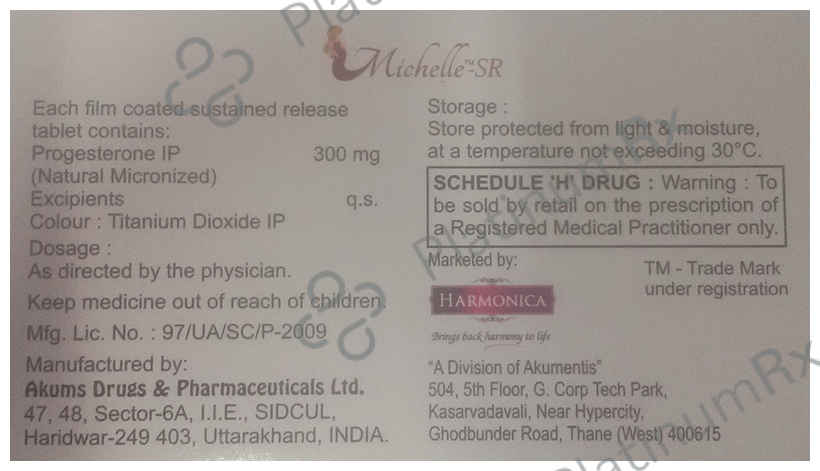 Michelle™-SR
Each film coated sustained release
tablet contains:
Progesterone IP 300 mg
(Natural Micronized)
Excipients q.s.
Colour : Titanium Dioxide IP
Dosage :
As directed by the physician.
Keep medicine out of reach of children.
Mfg. Lic. No. : 97/UA/SC/P-2009
Manufactured by:
Akums Drugs & Pharmaceuticals Ltd.
47, 48, Sector-6A, I.I.E., SIDCUL,
Haridwar-249 403, Uttarakhand, INDIA.
Storage :
Store protected from light & moisture,
at a temperature not exceeding 30°C.
SCHEDULE 'H' DRUG : Warning : To
be sold by retail on the prescription of
a Registered Medical Practitioner only.
Marketed by:
HARMONICA
Brings back harmony to life
TM - Trade Mark
under registration
"A Division of Akumentis"
504, 5th Floor, G. Corp Tech Park,
Kasarvadavali, Near Hypercity,
Ghodbunder Road, Thane (West) 400615
PlatinumRx
PlatinumRx